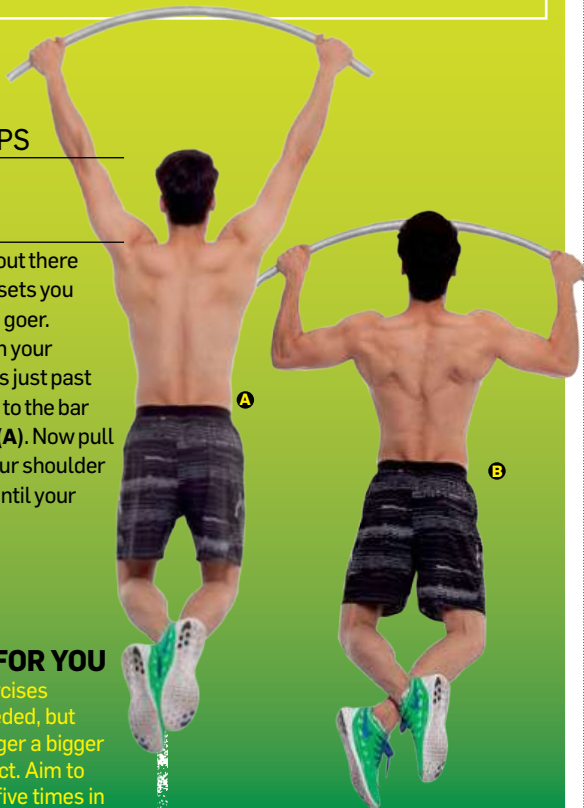 PS
out there
sets you
goer.
your
s just past
to the bar
(A). Now pull
ur shoulder
ntil your
A
B
FOR YOU
cises
ded, but
ger a bigger
ct. Aim to
five times in